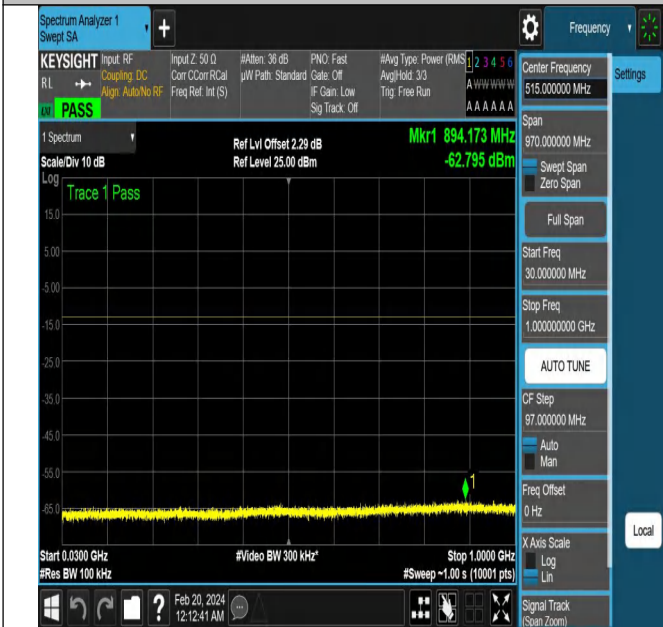 Spectrum Analyzer 1
Swept SA
+
Frequency
KEYSIGHT
RL
PASS
Input: RF
Coupling: DC
Align: Auto/No RF
Input Z: 50 Ω
Corr CCorr RCal
Freq Ref: Int (S)
#Atten: 36 dB
µW Path: Standard
PNO: Fast
Gate: Off
IF Gain: Low
Sig Track: Off
#Avg Type: Power (RMS
Avg|Hold: 3/3
Trig: Free Run
1 2 3 4 5 6
A W W W W W
A A A A A A
1 Spectrum
Scale/Div 10 dB
Ref Lvl Offset 2.29 dB
Ref Level 25.00 dBm
Mkr1 894.173 MHz
-62.795 dBm
Log
Trace 1 Pass
15.0
5.00
-5.00
-15.0
-25.0
-35.0
-45.0
-55.0
-65.0
1
Start 0.0300 GHz
#Res BW 100 kHz
#Video BW 300 kHz*
Stop 1.0000 GHz
#Sweep ~1.00 s (10001 pts)
?
Feb 20, 2024
12:12:41 AM
Center Frequency
515.000000 MHz
Settings
Span
970.000000 MHz
Swept Span
Zero Span
Full Span
Start Freq
30.000000 MHz
Stop Freq
1.000000000 GHz
AUTO TUNE
CF Step
97.000000 MHz
Auto
Man
Freq Offset
0 Hz
Local
X Axis Scale
Log
Lin
Signal Track
(Span Zoom)